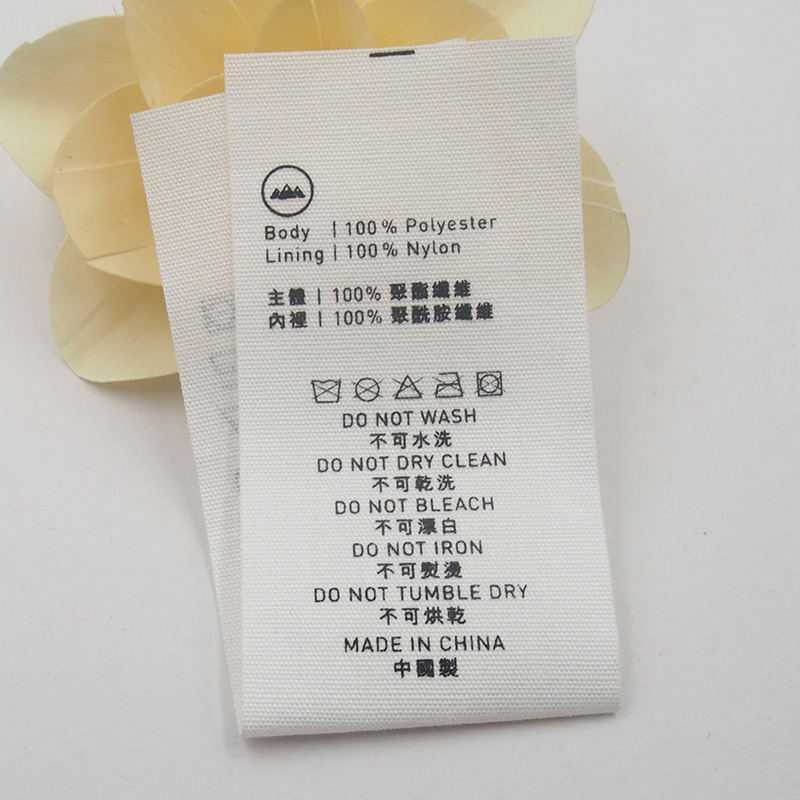 Body | 100% Polyester
Lining | 100% Nylon
主體 | 100% 聚酯纖維
內裡 | 100% 聚酰胺纖維
DO NOT WASH
不可水洗
DO NOT DRY CLEAN
不可乾洗
DO NOT BLEACH
不可漂白
DO NOT IRON
不可熨燙
DO NOT TUMBLE DRY
不可烘乾
MADE IN CHINA
中國製